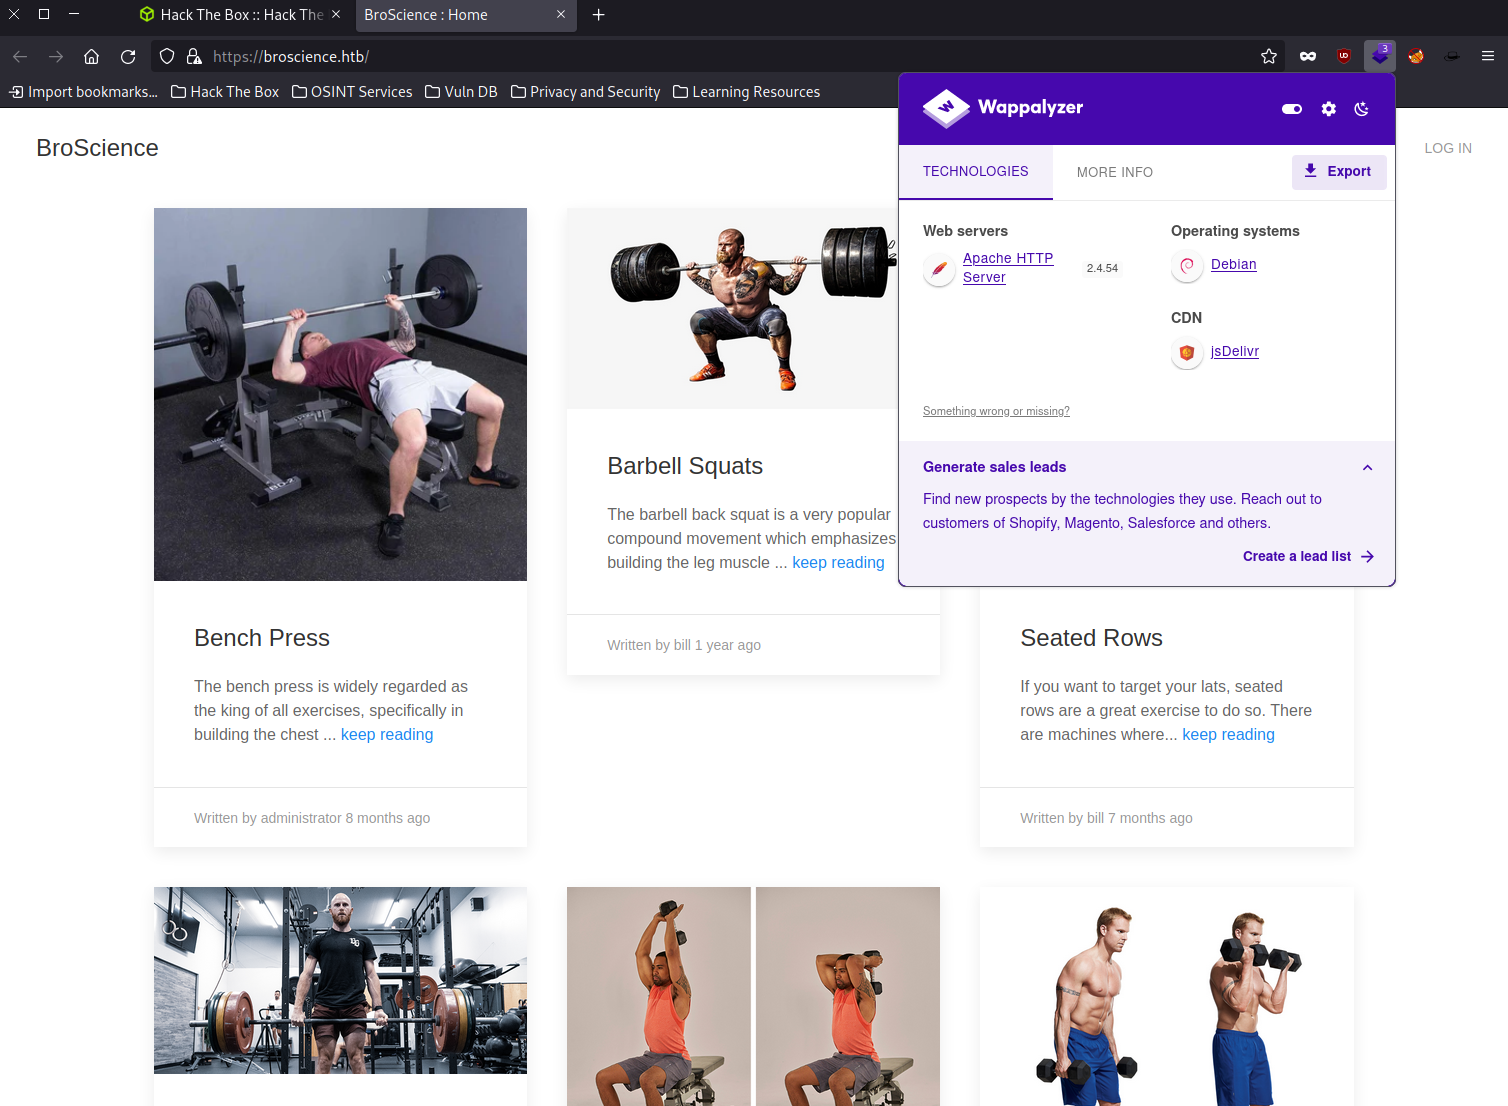 Hack The Box :: Hack The
BroScience : Home
https://broscience.htb/
3
Import bookmarks...
Hack The Box
OSINT Services
Vuln DB
Privacy and Security
Learning Resources
BroScience
LOG IN
Wappalyzer
TECHNOLOGIES
MORE INFO
Export
Web servers
Apache HTTP
Server
2.4.54
Operating systems
Debian
CDN
jsDelivr
Something wrong or missing?
Generate sales leads
Find new prospects by the technologies they use. Reach out to
customers of Shopify, Magento, Salesforce and others.
Create a lead list
Bench Press
The bench press is widely regarded as
the king of all exercises, specifically in
building the chest ... keep reading
Written by administrator 8 months ago
Barbell Squats
The barbell back squat is a very popular
compound movement which emphasizes
building the leg muscle ... keep reading
Written by bill 1 year ago
Seated Rows
If you want to target your lats, seated
rows are a great exercise to do so. There
are machines where... keep reading
Written by bill 7 months ago